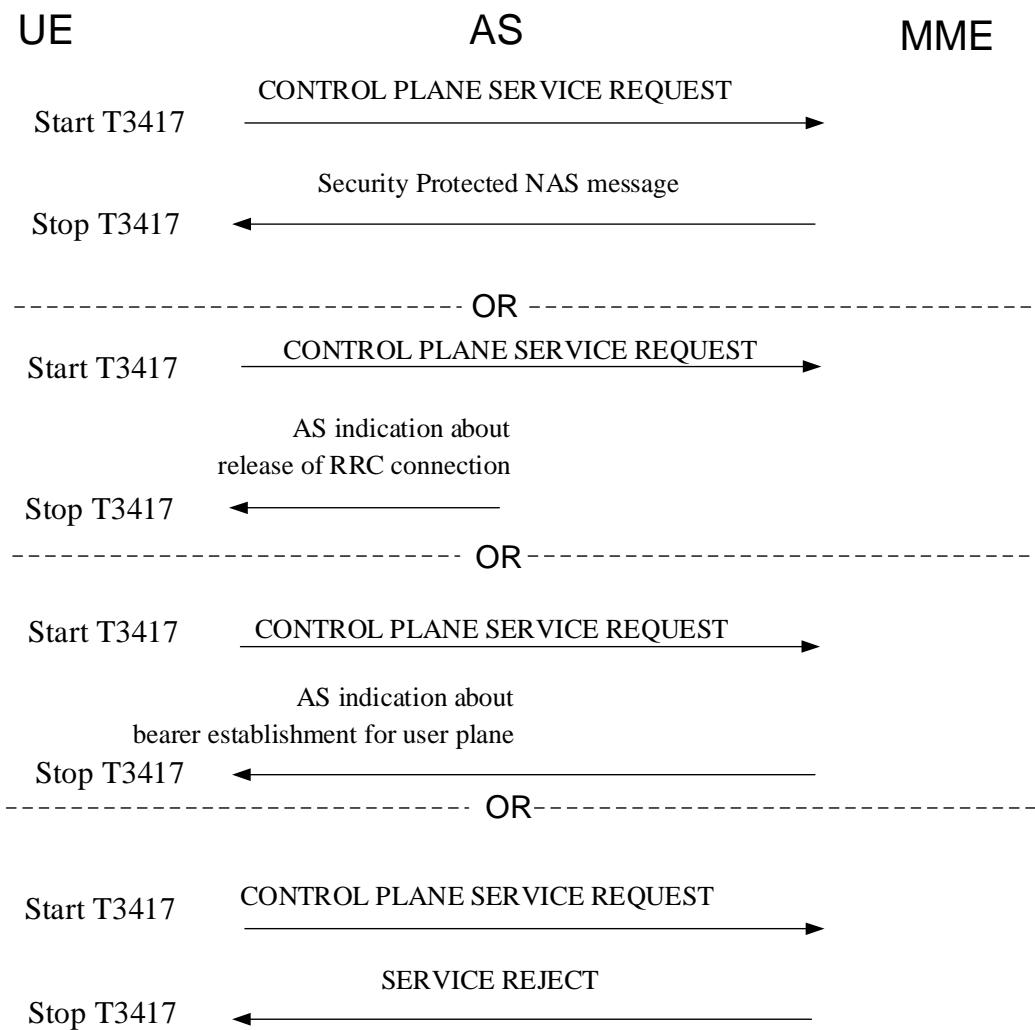 UE AS MME
CONTROL PLANE SERVICE REQUEST
Start T3417
Security Protected NAS message
Stop T3417
OR
CONTROL PLANE SERVICE REQUEST
Start T3417
AS indication about
release of RRC connection
Stop T3417
OR
Start T3417 CONTROL PLANE SERVICE REQUEST
AS indication about
bearer establishment for user plane
Stop T3417
OR
CONTROL PLANE SERVICE REQUEST
Start T3417
SERVICE REJECT
Stop T3417